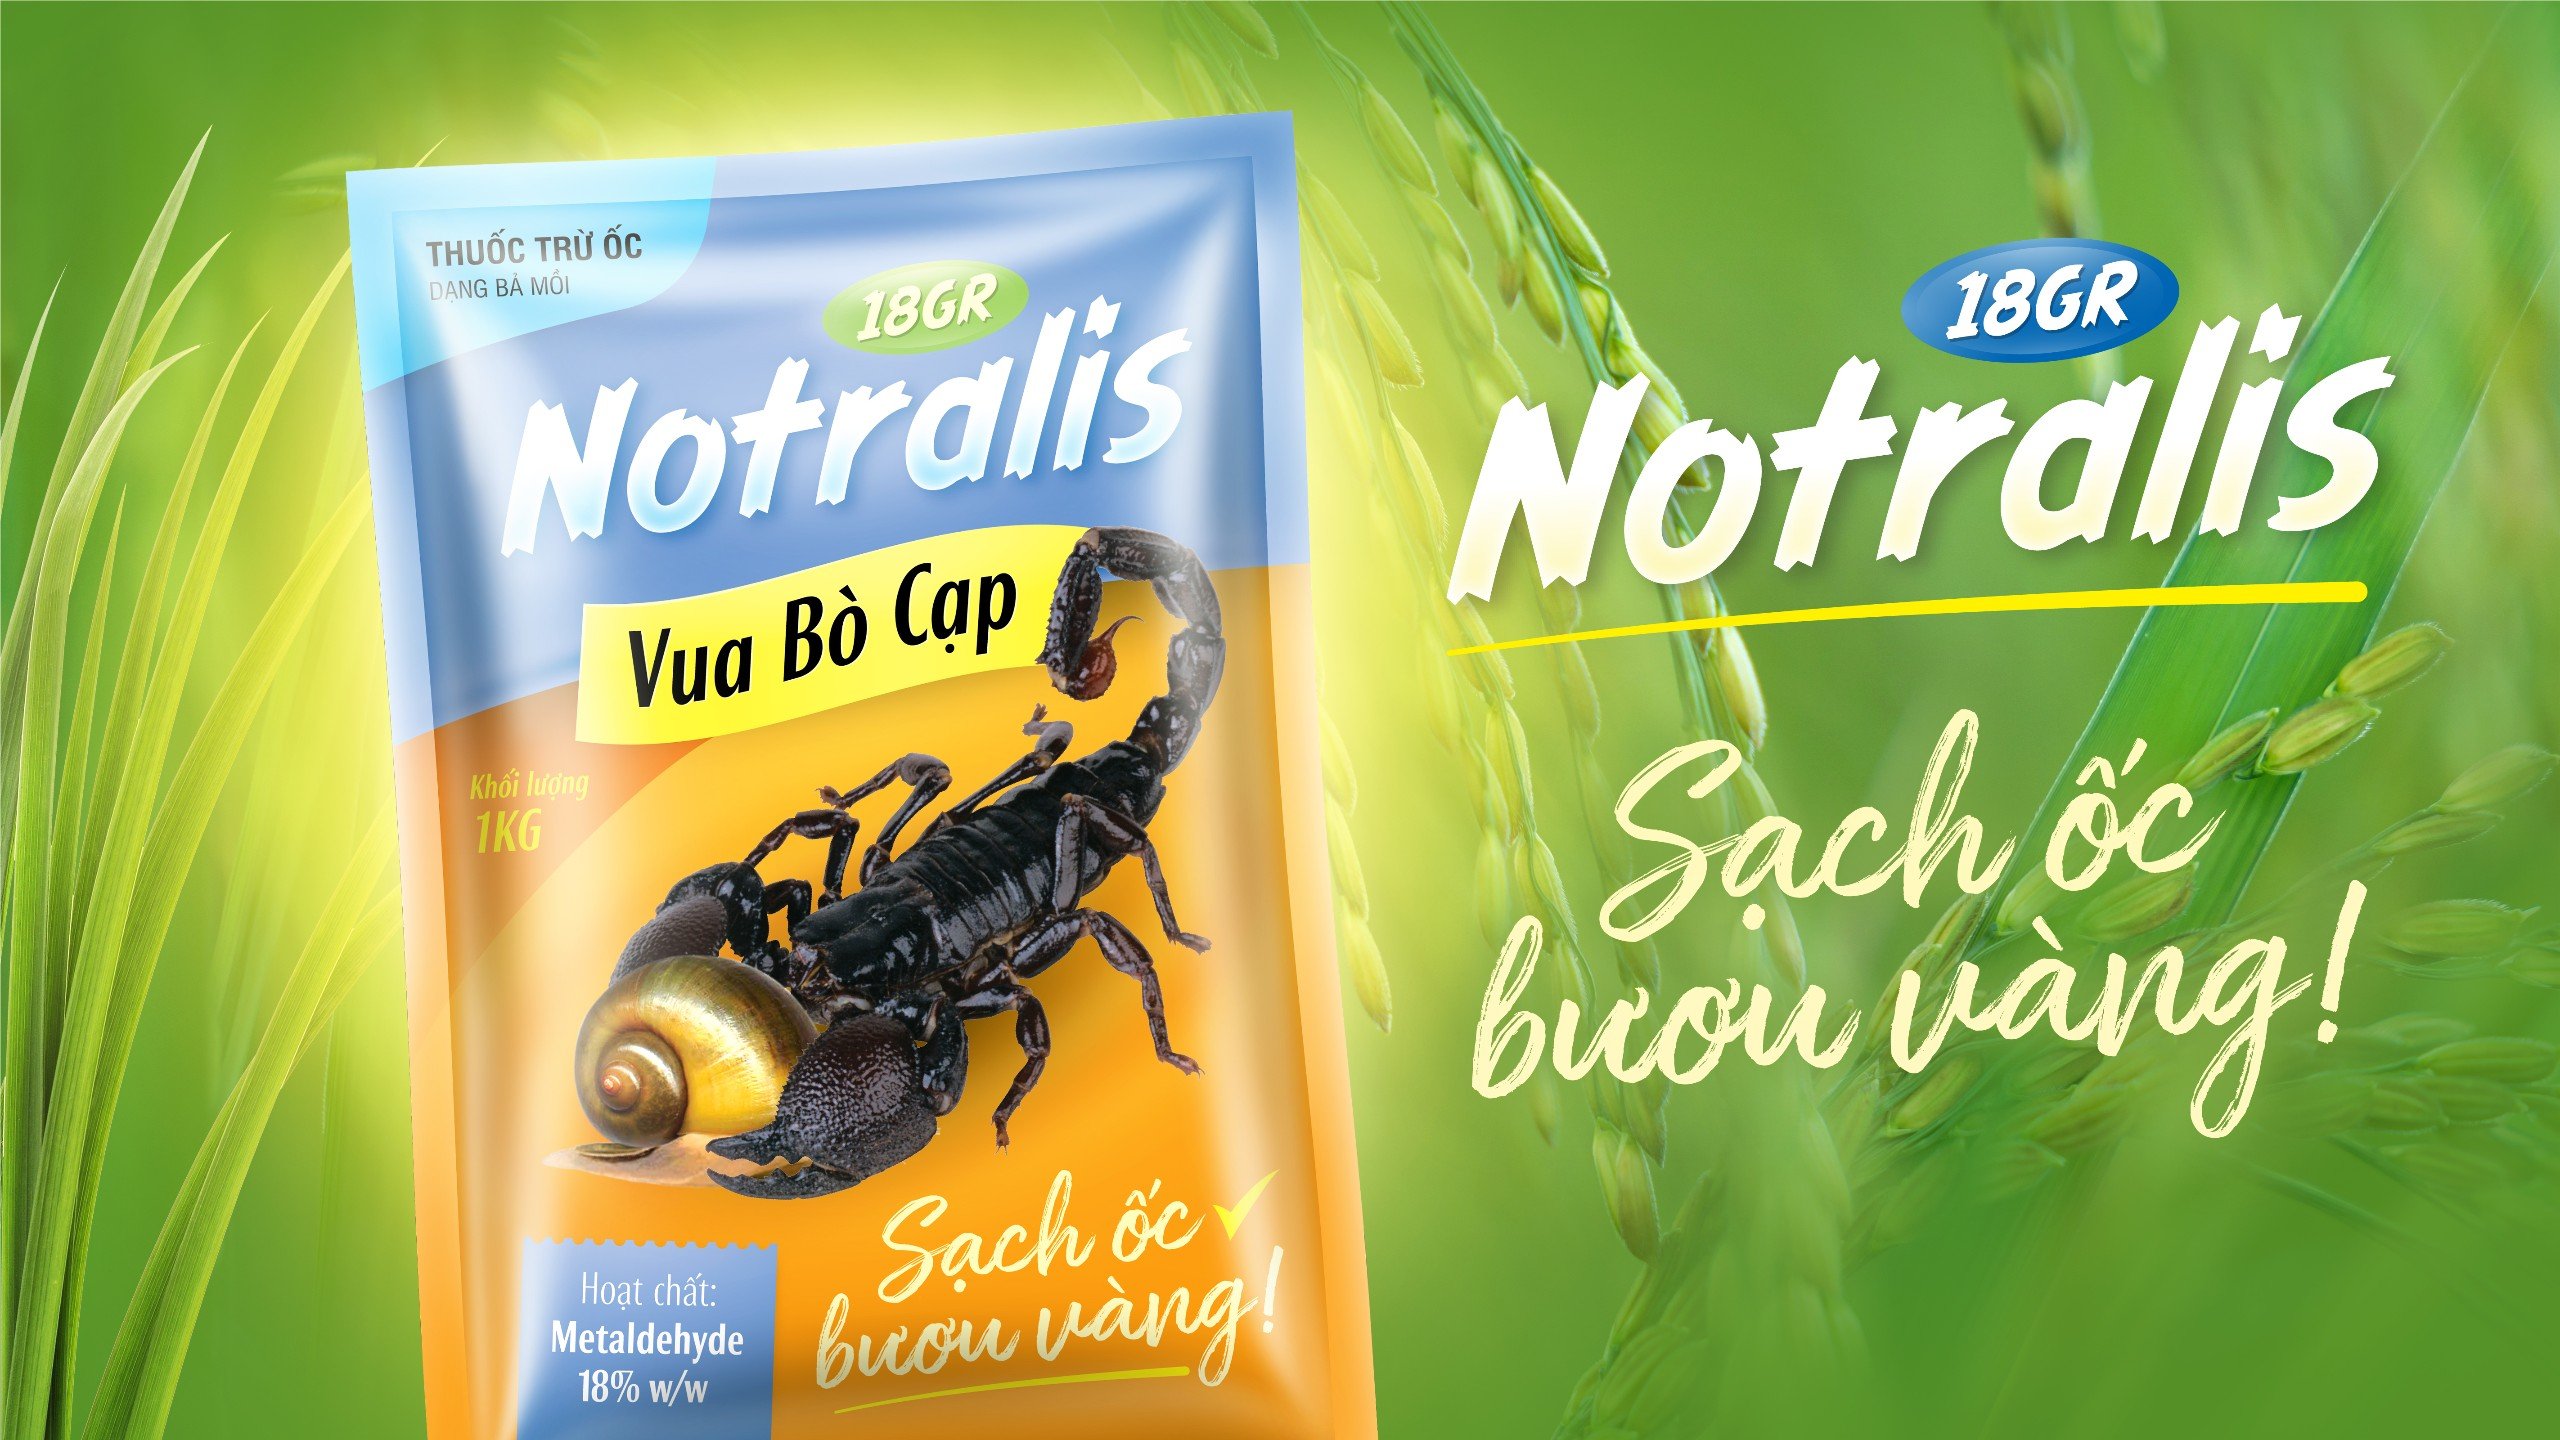 THUỐC TRỪ ỐC
DẠNG BẢ MỒI
18GR
Notralis
Vua Bò Cạp
Khối lượng
1KG
Sạch ốc
bươu vàng!
Hoạt chất:
Metaldehyde
18% w/w
18GR
Notralis
Sạch ốc
bươu vàng!